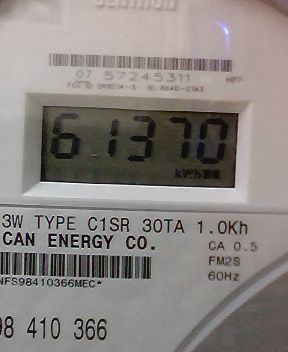 CENTRON
07 57245311
61370
kWh
3W TYPE C1SR 30TA 1.0Kh
CAN ENERGY CO.
CA 0.5
FM2S
60Hz
NFS98410366MEC*
98 410 366